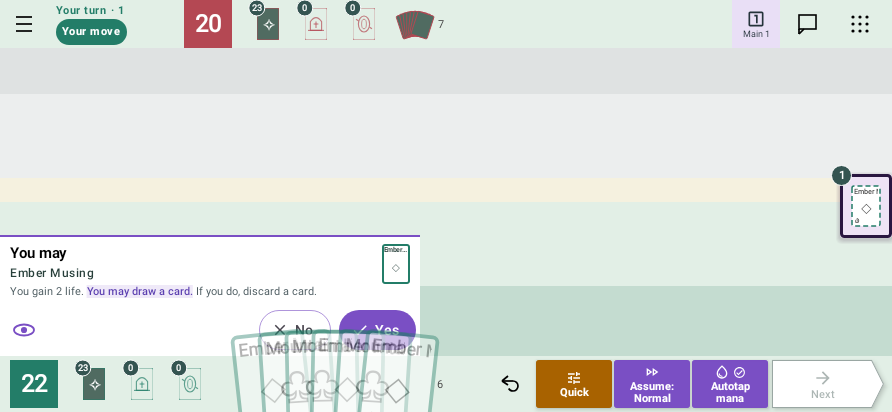 Your turn · 1
Your move
20
23
0
0
7
1
Main 1
1
Ember M
a
You may
Ember Musing
You gain 2 life. You may draw a card. If you do, discard a card.
Ember...
No
Yes
22
23
0
0
6
Quick
Assume:
Normal
Autotap
mana
Next